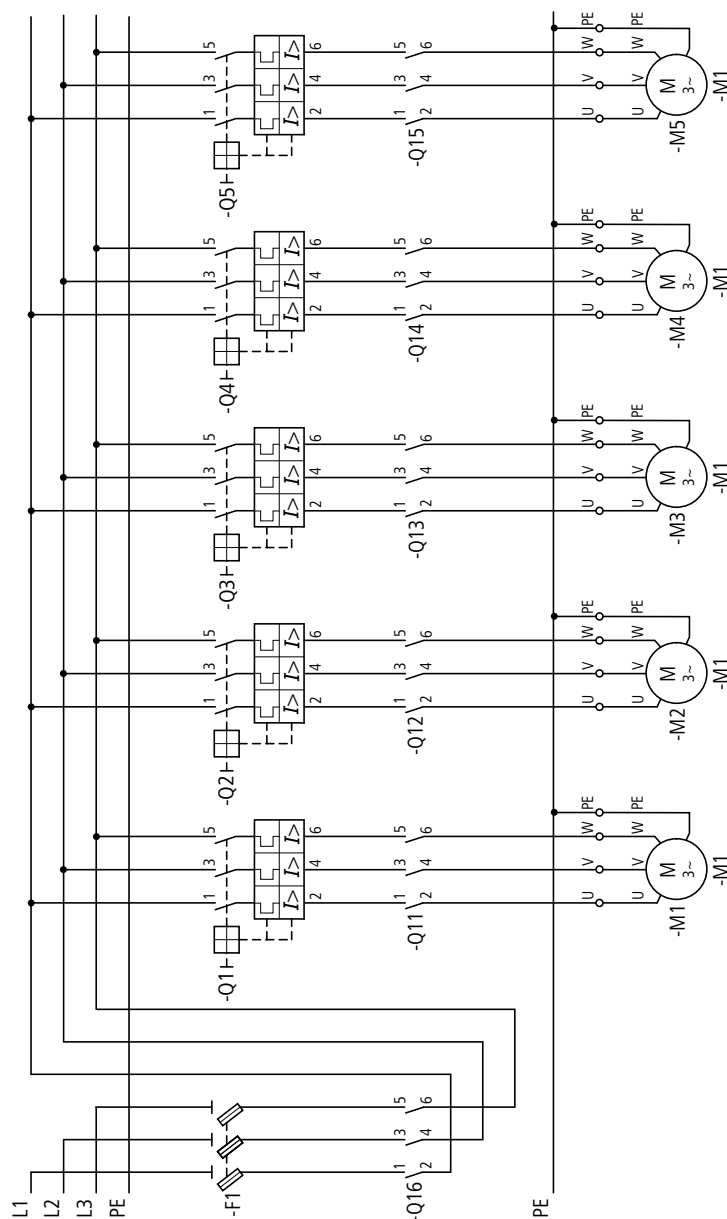 L1
L2
L3
PE
1 3 5 1 3 5 1 3 5 1 3 5 1 3 5
-F1 -Q1 -Q2 -Q3 -Q4 -Q5
I> I> I> I> I> I> I> I> I> I> I> I> I> I> I>
2 4 6 2 4 6 2 4 6 2 4 6 2 4 6
1 3 5 1 3 5 1 3 5 1 3 5 1 3 5 1 3 5
-Q16 -Q11 -Q12 -Q13 -Q14 -Q15
2 4 6 2 4 6 2 4 6 2 4 6 2 4 6 2 4 6
PE
U V W PE U V W PE U V W PE U V W PE U V W PE
U V W PE U V W PE U V W PE U V W PE U V W PE
M M M M M
-M1 -M2 -M3 -M4 -M5
3~ 3~ 3~ 3~ 3~
-M1 -M1 -M1 -M1 -M1